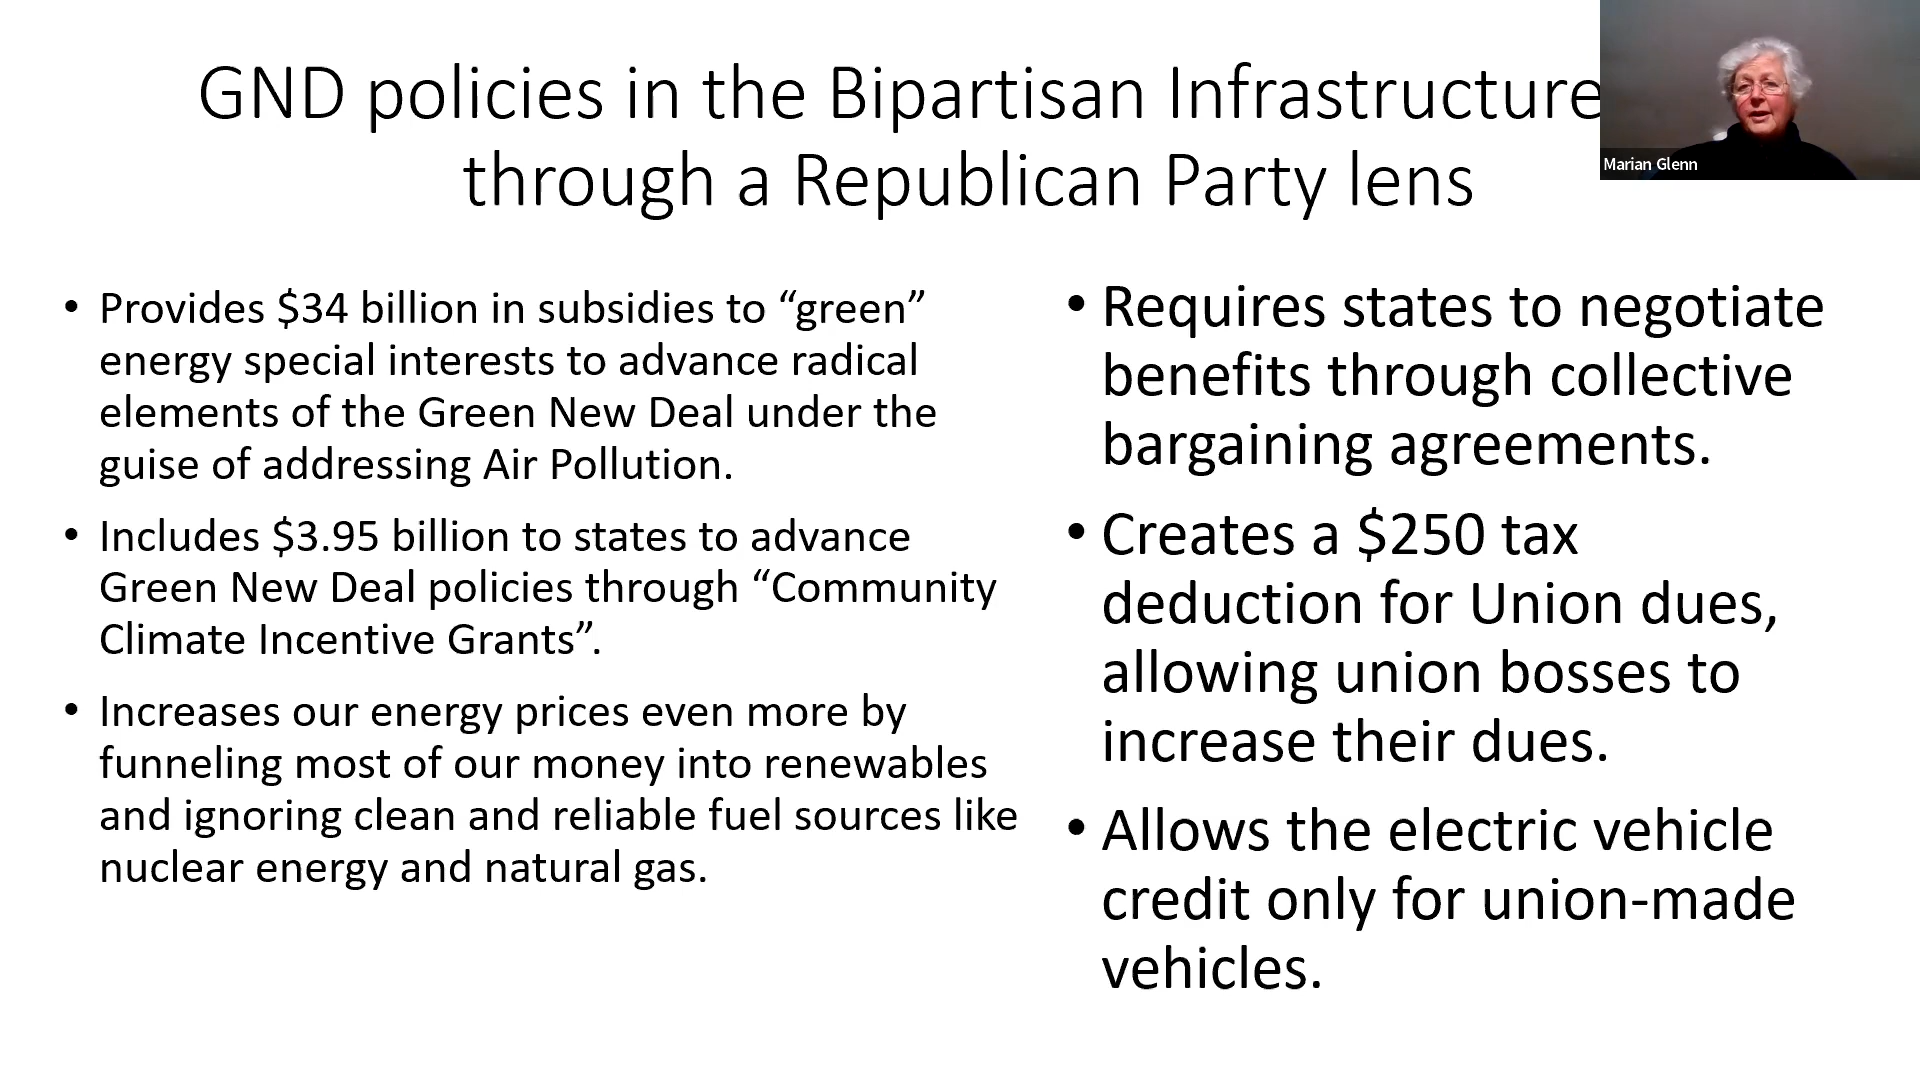 GND policies in the Bipartisan Infrastructure
through a Republican Party lens
Marian Glenn
• Provides $34 billion in subsidies to “green”
energy special interests to advance radical
elements of the Green New Deal under the
guise of addressing Air Pollution.
• Includes $3.95 billion to states to advance
Green New Deal policies through “Community
Climate Incentive Grants”.
• Increases our energy prices even more by
funneling most of our money into renewables
and ignoring clean and reliable fuel sources like
nuclear energy and natural gas.
• Requires states to negotiate
benefits through collective
bargaining agreements.
• Creates a $250 tax
deduction for Union dues,
allowing union bosses to
increase their dues.
• Allows the electric vehicle
credit only for union-made
vehicles.